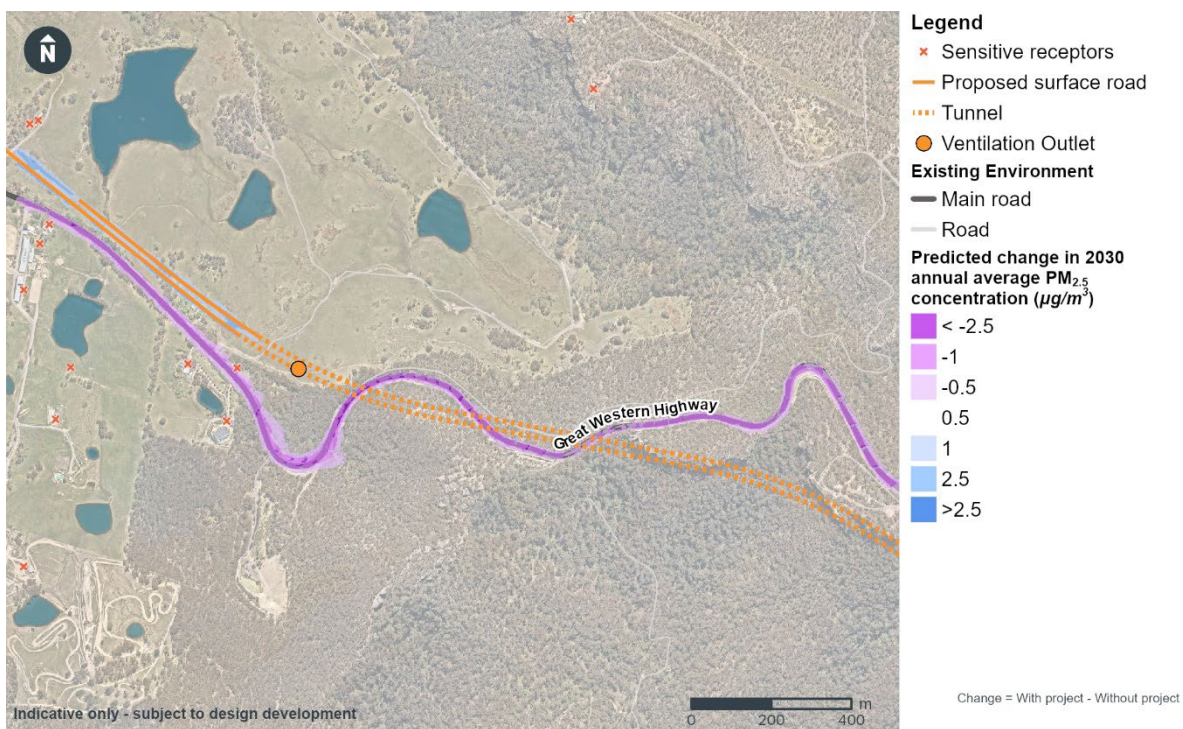 N
Great Western Highway
Indicative only - subject to design development
m
0 200 400
Legend
Sensitive receptors
Proposed surface road
Tunnel
Ventilation Outlet
Existing Environment
Main road
Road
Predicted change in 2030
annual average PM2.5
concentration (µg/m³)
< -2.5
-1
-0.5
0.5
1
2.5
>2.5
Change = With project - Without project